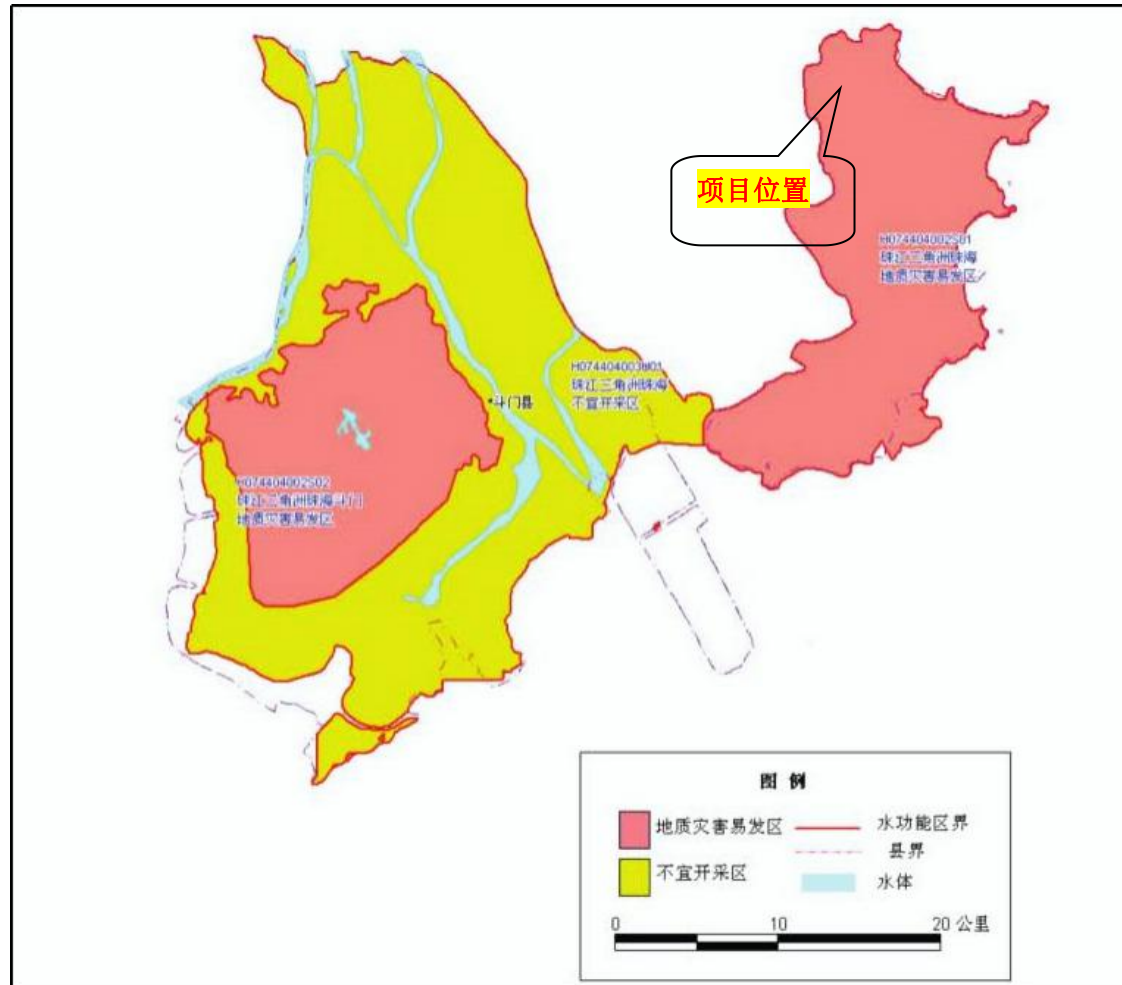 项目位置
H074404002S01
珠江三角洲珠海
地质灾害易发区
H074404003U01
珠江三角洲珠海
不宜开采区
斗门县
H074404002S02
珠江三角洲珠海斗门
地质灾害易发区
图 例
地质灾害易发区
水功能区界
县界
不宜开采区
水体
0 10 20 公里